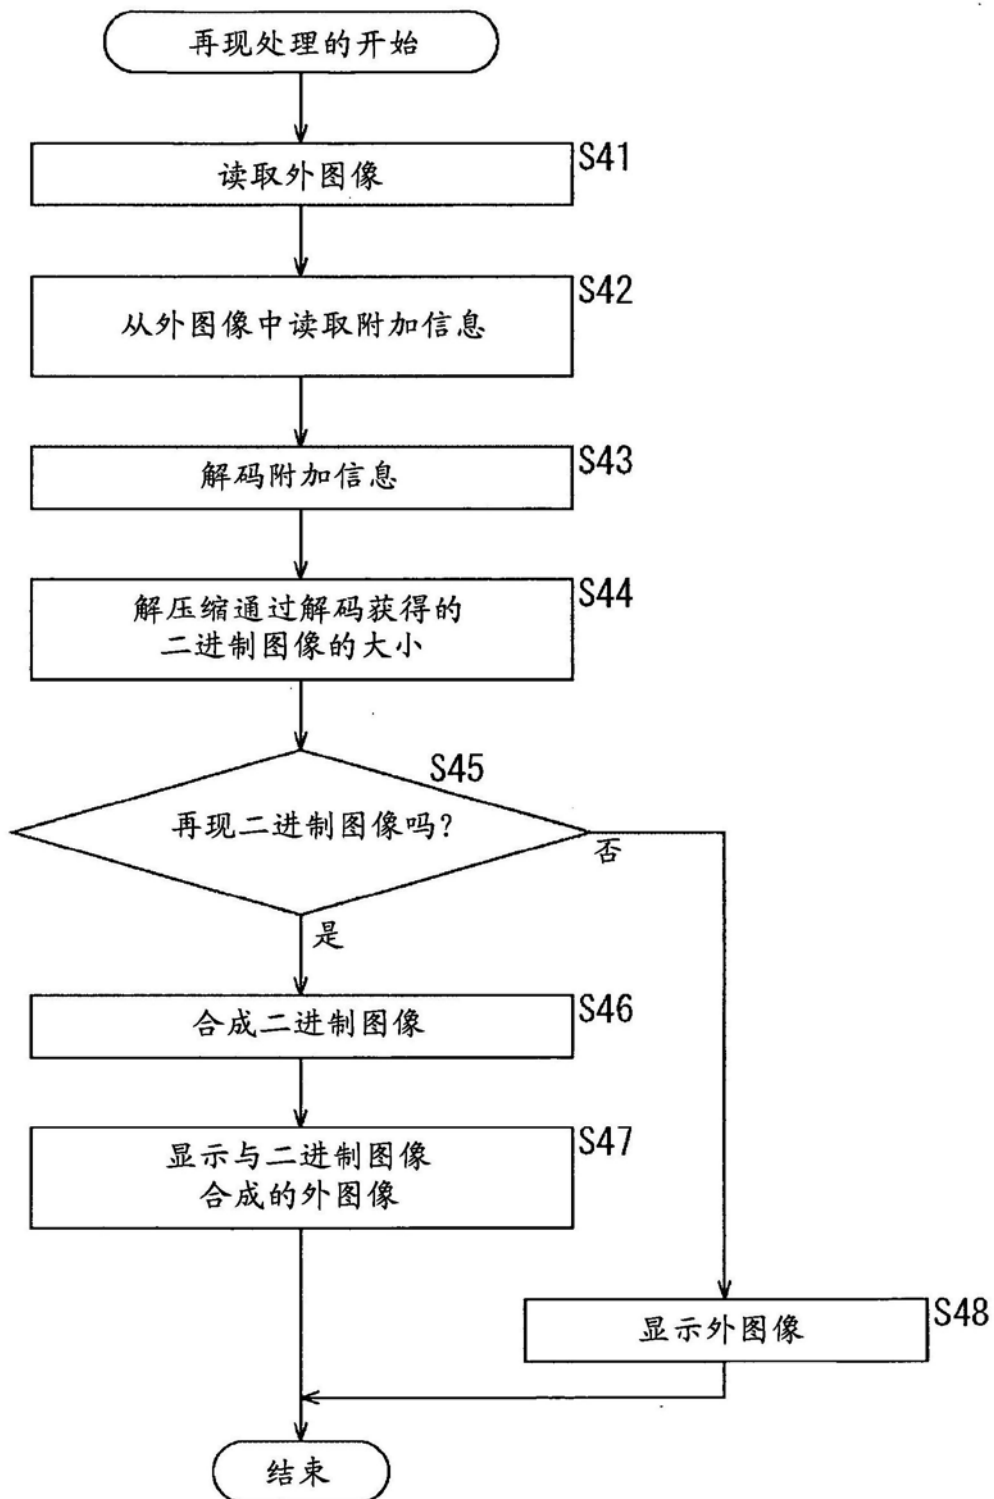 再现处理的开始
S41
读取外图像
S42
从外图像中读取附加信息
S43
解码附加信息
S44
解压缩通过解码获得的
二进制图像的大小
S45
再现二进制图像吗?
否
是
S46
合成二进制图像
S47
显示与二进制图像
合成的外图像
S48
显示外图像
结束